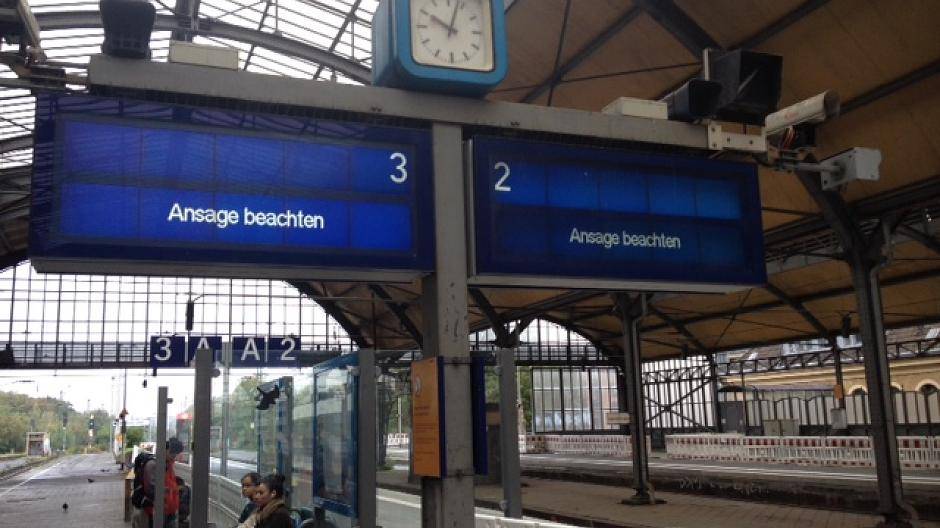 3
Ansage beachten
2
Ansage beachten
3 A A 2